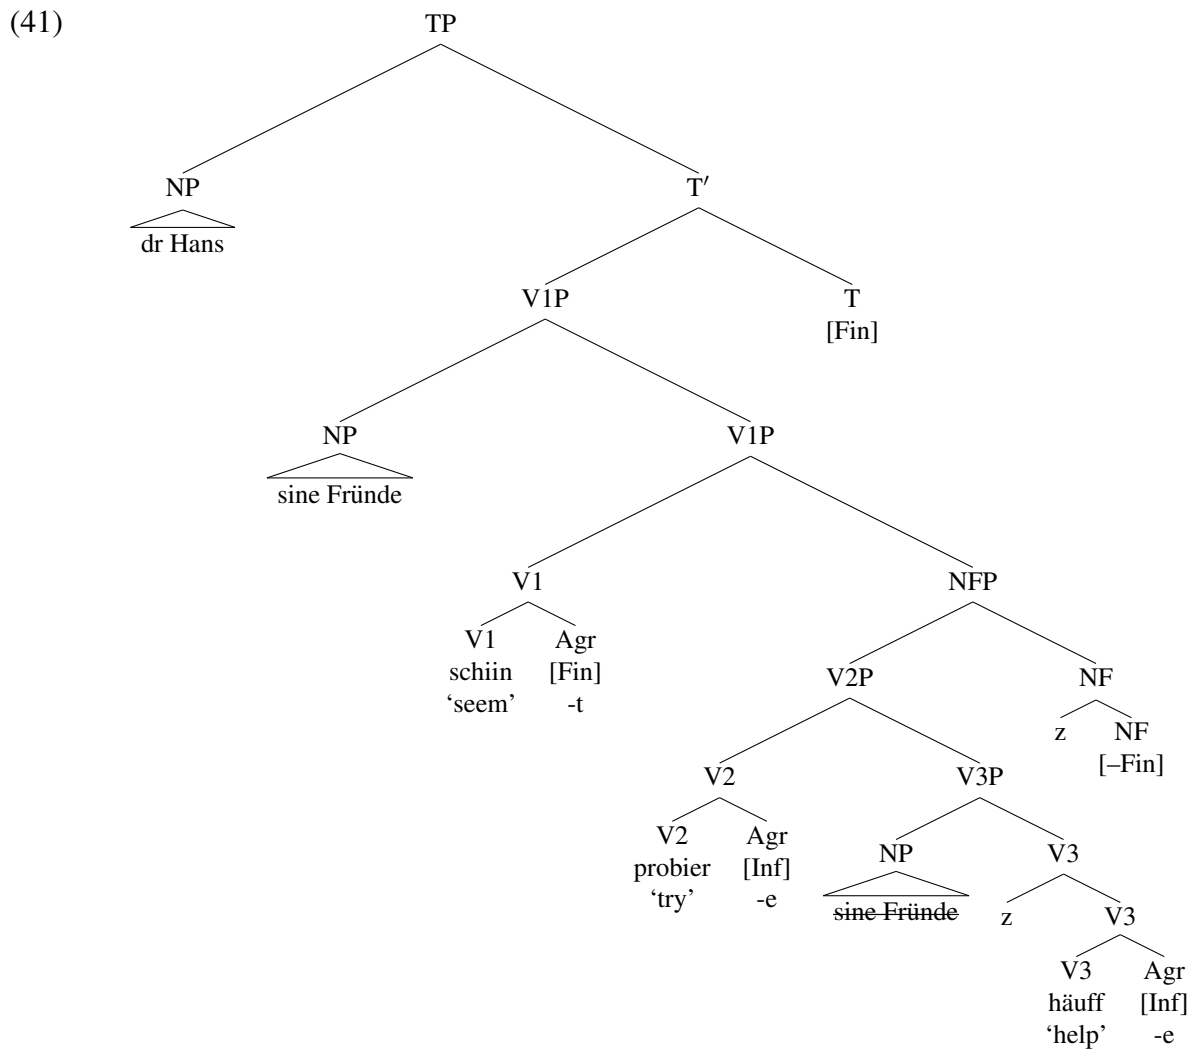 (41)
TP
NP T′
dr Hans
V1P T
[Fin]
NP V1P
sine Fründe
V1 NFP
V1 Agr
schiin [Fin]
‘seem’ -t
V2P NF
z NF
[–Fin]
V2 V3P
V2 Agr
probier [Inf]
‘try’ -e
NP V3
sine Fründe z V3
V3 Agr
häuff [Inf]
‘help’ -e